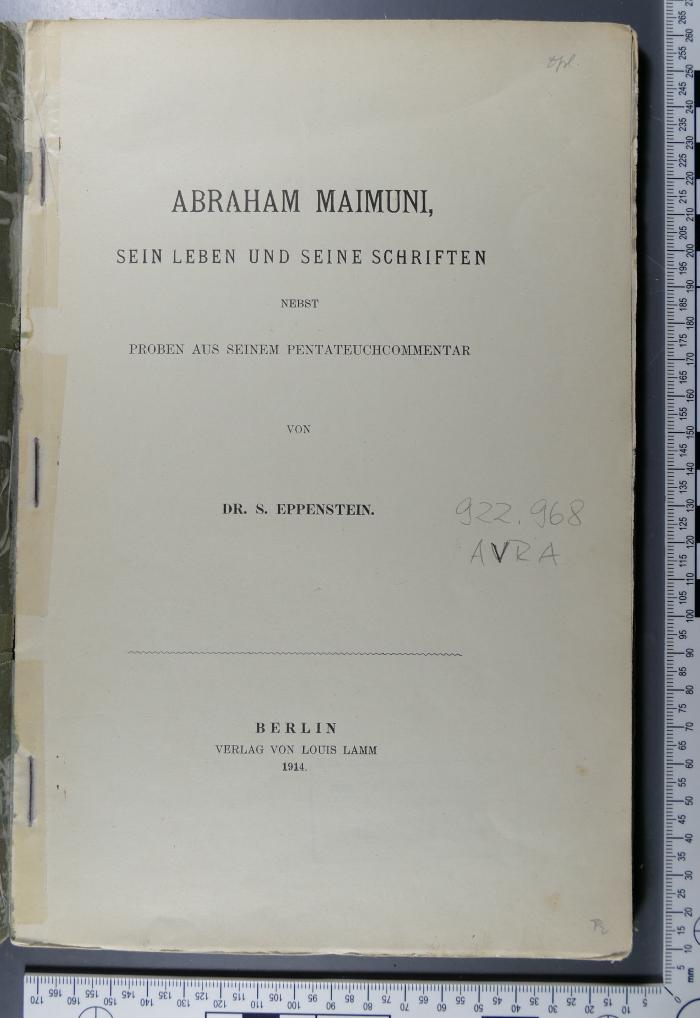 ABRAHAM MAIMUNI,
SEIN LEBEN UND SEINE SCHRIFTEN
NEBST
PROBEN AUS SEINEM PENTATEUCHCOMMENTAR
VON
DR. S. EPPENSTEIN.
922.968
AVRA
BERLIN
VERLAG VON LOUIS LAMM
1914.